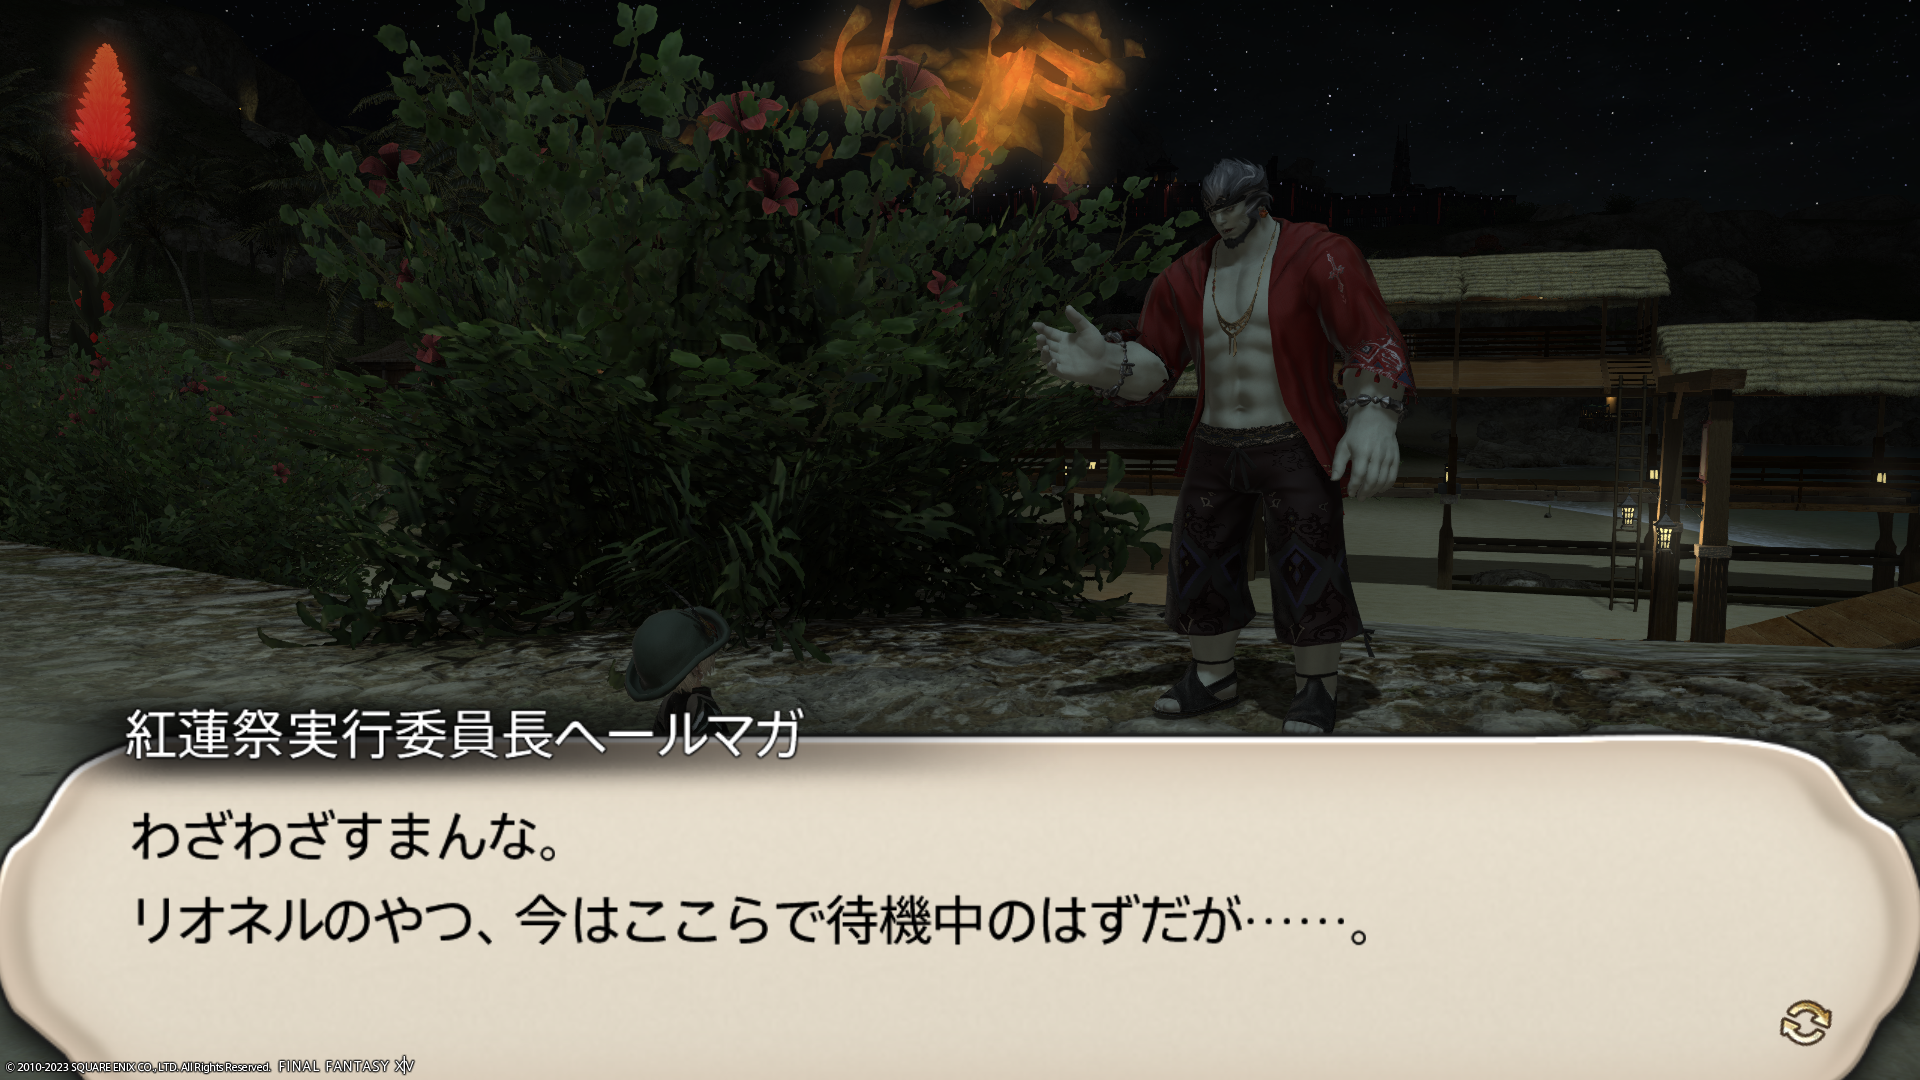 紅蓮祭実行委員長ヘールマガ
わざわざすまんな。
リオネルのやつ、今はここらで待機中のはずだが……。
© 2010-2023 SQUARE ENIX CO., LTD. All Rights Reserved. FINAL FANTASY XIV